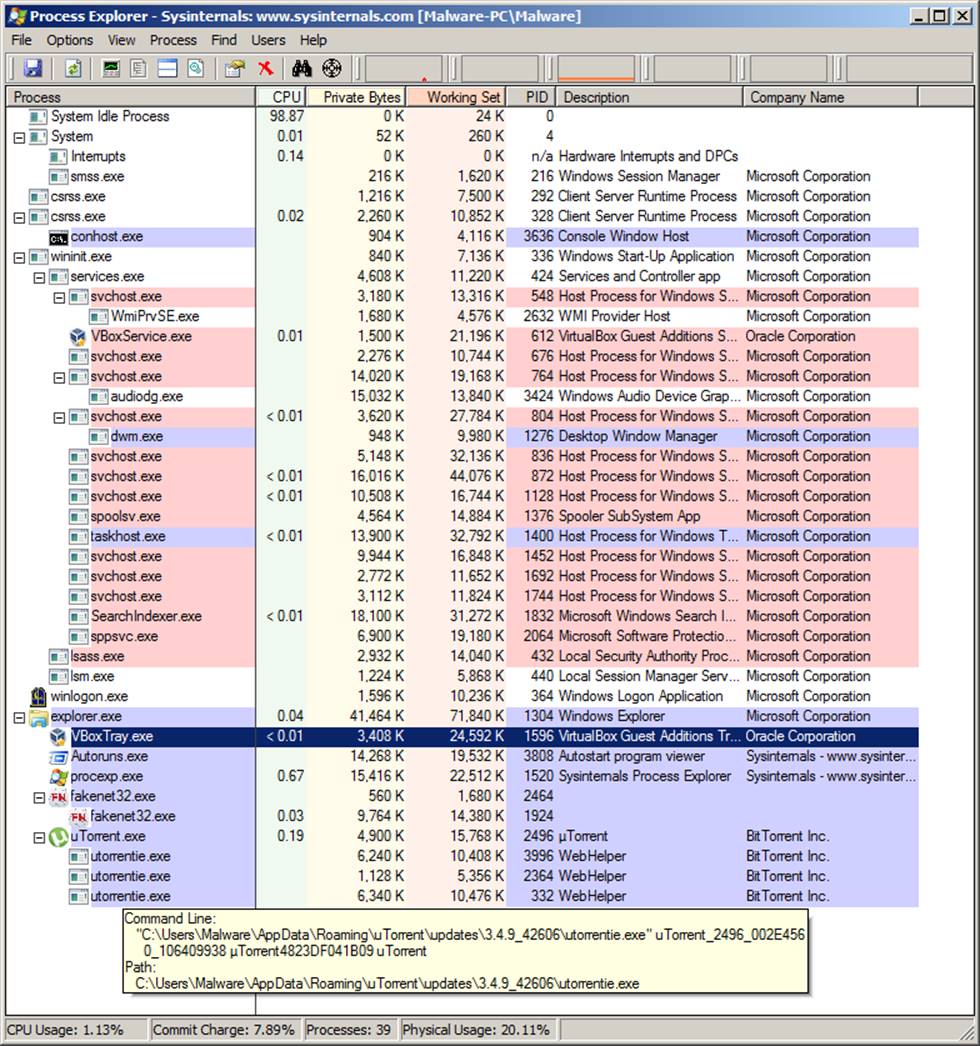 Process Explorer - Sysinternals: www.sysinternals.com [Malware-PC\Malware]
File Options View Process Find Users Help
Process CPU Private Bytes Working Set PID Description Company Name
System Idle Process 98.87 0 K 24 K 0
System 0.01 52 K 260 K 4
Interrupts 0.14 0 K 0 K n/a Hardware Interrupts and DPCs
smss.exe 216 K 1,620 K 216 Windows Session Manager Microsoft Corporation
csrss.exe 1,216 K 7,500 K 292 Client Server Runtime Process Microsoft Corporation
csrss.exe 0.02 2,260 K 10,852 K 328 Client Server Runtime Process Microsoft Corporation
C:\. conhost.exe 904 K 4,116 K 3636 Console Window Host Microsoft Corporation
wininit.exe 840 K 7,136 K 336 Windows Start-Up Application Microsoft Corporation
services.exe 4,608 K 11,220 K 424 Services and Controller app Microsoft Corporation
svchost.exe 3,180 K 13,316 K 548 Host Process for Windows S... Microsoft Corporation
WmiPrvSE.exe 1,680 K 4,576 K 2632 WMI Provider Host Microsoft Corporation
VBoxService.exe 0.01 1,500 K 21,196 K 612 VirtualBox Guest Additions S... Oracle Corporation
svchost.exe 2,276 K 10,744 K 676 Host Process for Windows S... Microsoft Corporation
svchost.exe 14,020 K 19,168 K 764 Host Process for Windows S... Microsoft Corporation
audiodg.exe 15,032 K 13,840 K 3424 Windows Audio Device Grap... Microsoft Corporation
svchost.exe < 0.01 3,620 K 27,784 K 804 Host Process for Windows S... Microsoft Corporation
dwm.exe 948 K 9,980 K 1276 Desktop Window Manager Microsoft Corporation
svchost.exe 5,148 K 32,136 K 836 Host Process for Windows S... Microsoft Corporation
svchost.exe < 0.01 16,016 K 44,076 K 872 Host Process for Windows S... Microsoft Corporation
svchost.exe < 0.01 10,508 K 16,744 K 1128 Host Process for Windows S... Microsoft Corporation
spoolsv.exe 4,564 K 14,884 K 1376 Spooler SubSystem App Microsoft Corporation
taskhost.exe < 0.01 13,900 K 32,792 K 1400 Host Process for Windows T... Microsoft Corporation
svchost.exe 9,944 K 16,848 K 1452 Host Process for Windows S... Microsoft Corporation
svchost.exe 2,772 K 11,652 K 1692 Host Process for Windows S... Microsoft Corporation
svchost.exe 3,112 K 11,824 K 1744 Host Process for Windows S... Microsoft Corporation
SearchIndexer.exe < 0.01 18,100 K 31,272 K 1832 Microsoft Windows Search I... Microsoft Corporation
sppsvc.exe 6,900 K 19,180 K 2064 Microsoft Software Protectio... Microsoft Corporation
lsass.exe 2,932 K 14,040 K 432 Local Security Authority Proc... Microsoft Corporation
lsm.exe 1,224 K 5,868 K 440 Local Session Manager Serv... Microsoft Corporation
winlogon.exe 1,596 K 10,236 K 364 Windows Logon Application Microsoft Corporation
explorer.exe 0.04 41,464 K 71,840 K 1304 Windows Explorer Microsoft Corporation
VBoxTray.exe < 0.01 3,408 K 24,592 K 1596 VirtualBox Guest Additions Tr... Oracle Corporation
Autoruns.exe 14,268 K 19,532 K 3808 Autostart program viewer Sysinternals - www.sysinter...
procexp.exe 0.67 15,416 K 22,512 K 1520 Sysinternals Process Explorer Sysinternals - www.sysinter...
FN fakenet32.exe 560 K 1,680 K 2464
FN fakenet32.exe 0.03 9,764 K 14,380 K 1924
uTorrent.exe 0.19 4,900 K 15,768 K 2496 µTorrent BitTorrent Inc.
utorrentie.exe 6,240 K 10,408 K 3996 WebHelper BitTorrent Inc.
utorrentie.exe 1,128 K 5,356 K 2364 WebHelper BitTorrent Inc.
utorrentie.exe 6,340 K 10,476 K 332 WebHelper BitTorrent Inc.
Command Line:
"C:\Users\Malware\AppData\Roaming\uTorrent\updates\3.4.9_42606\utorrentie.exe" uTorrent_2496_002E456
0_106409938 µTorrent4823DF041B09 uTorrent
Path:
C:\Users\Malware\AppData\Roaming\uTorrent\updates\3.4.9_42606\utorrentie.exe
CPU Usage: 1.13% Commit Charge: 7.89% Processes: 39 Physical Usage: 20.11%